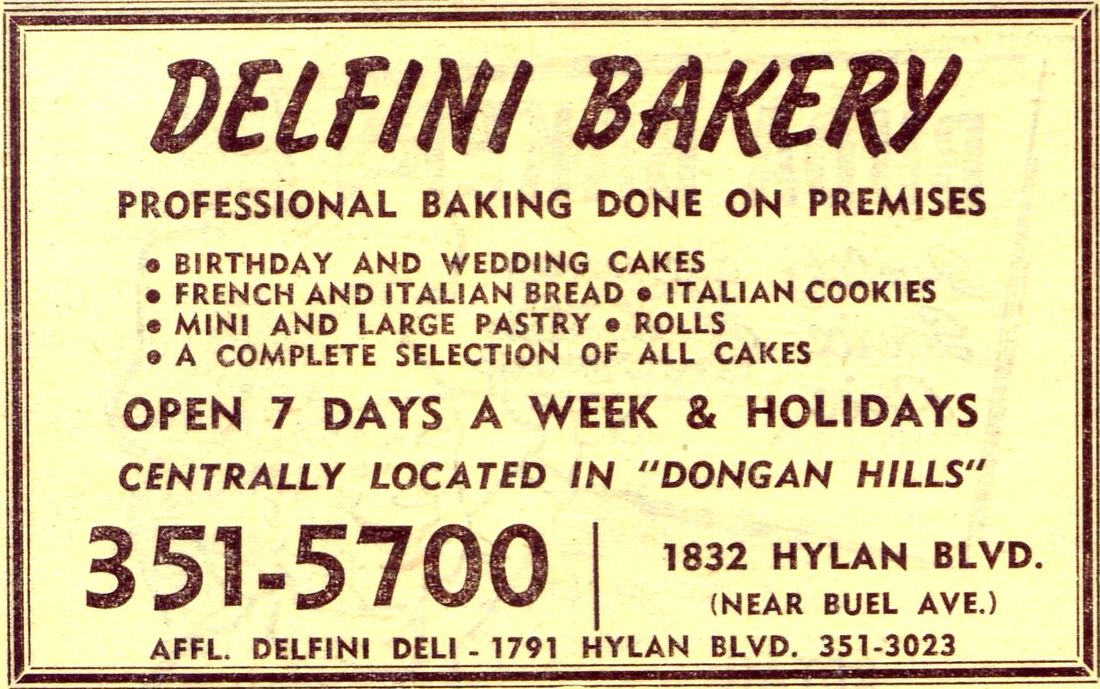 DELFINI BAKERY
PROFESSIONAL BAKING DONE ON PREMISES
• BIRTHDAY AND WEDDING CAKES
• FRENCH AND ITALIAN BREAD • ITALIAN COOKIES
• MINI AND LARGE PASTRY • ROLLS
• A COMPLETE SELECTION OF ALL CAKES
OPEN 7 DAYS A WEEK & HOLIDAYS
CENTRALLY LOCATED IN "DONGAN HILLS"
351-5700
1832 HYLAN BLVD.
(NEAR BUEL AVE.)
AFFL. DELFINI DELI - 1791 HYLAN BLVD. 351-3023